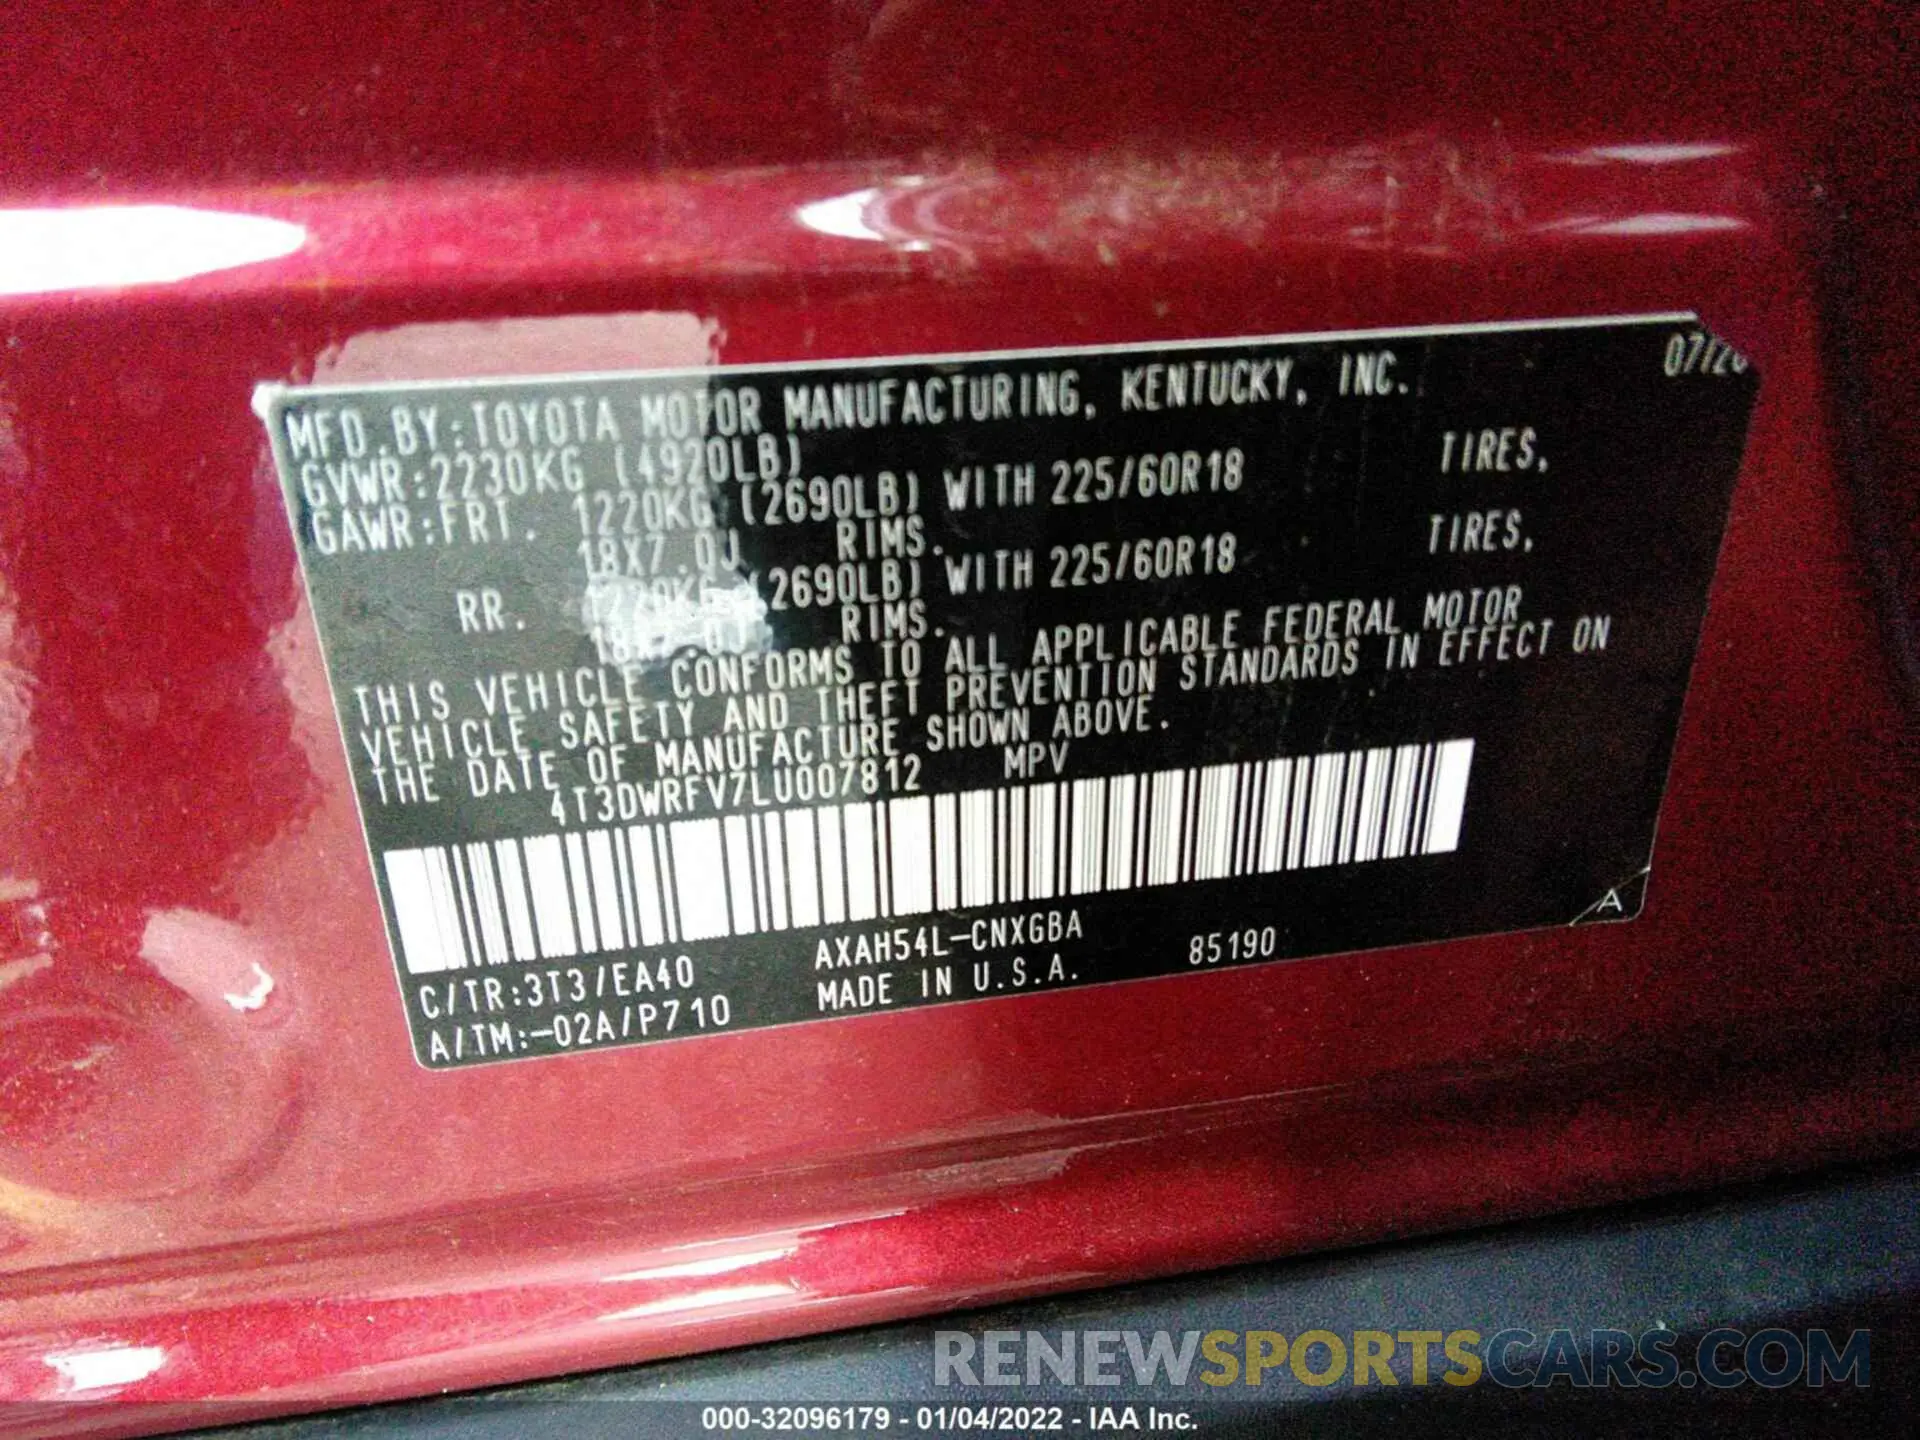 07/20
MFD.BY:TOYOTA MOTOR MANUFACTURING, KENTUCKY, INC.
GVWR:2230KG (4920LB)
GAWR:FRT. 1220KG (2690LB) WITH 225/60R18 TIRES,
18X7.0J RIMS.
RR. 1220KG (2690LB) WITH 225/60R18 TIRES,
18X7.0J RIMS.
THIS VEHICLE CONFORMS TO ALL APPLICABLE FEDERAL MOTOR
VEHICLE SAFETY AND THEFT PREVENTION STANDARDS IN EFFECT ON
THE DATE OF MANUFACTURE SHOWN ABOVE.
4T3DWRFV7LU007812 MPV
C/TR:3T3/EA40 AXAH54L-CNXGBA 85190 A
A/TM:-02A/P710 MADE IN U.S.A.
RENEWSPORTSCARS.COM
000-32096179 - 01/04/2022 - IAA Inc.